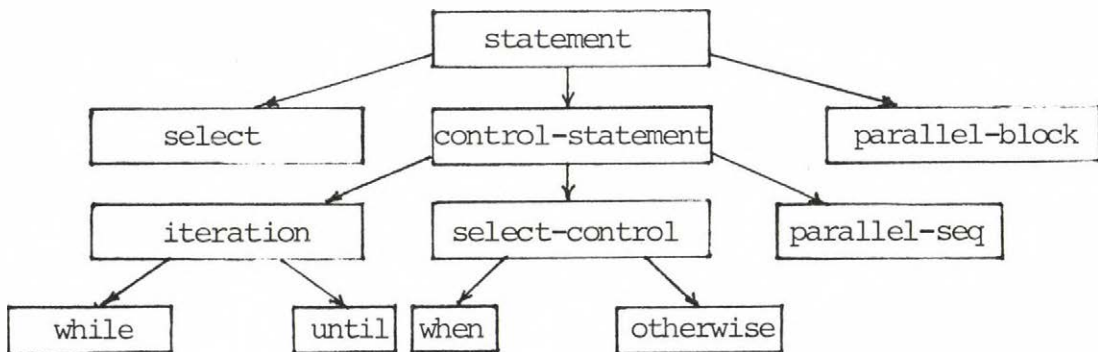 statement
select
control-statement
parallel-block
iteration
select-control
parallel-seq
while
until
when
otherwise